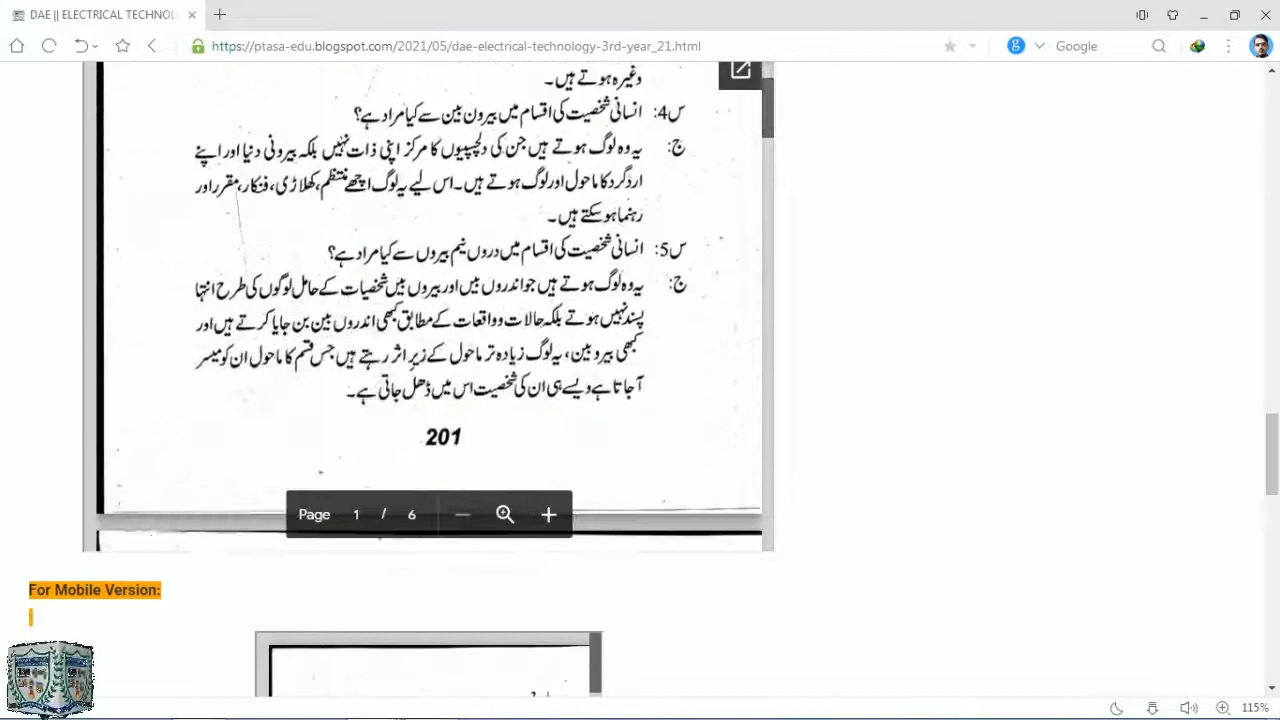 DAE || ELECTRICAL TECHNOL
https://ptasa-edu.blogspot.com/2021/05/dae-electrical-technology-3rd-year_21.html
Google
وغیرہ ہوتے ہیں۔
س4: انسانی شخصیت کی اقسام میں بیرون بین سے کیا مراد ہے؟
ج: یہ وہ لوگ ہوتے ہیں جن کی دلچسپیوں کا مرکز اپنی ذات نہیں بلکہ بیرونی دنیا اور اپنے
اردگرد کا ماحول اور لوگ ہوتے ہیں۔ اس لیے یہ لوگ اچھے منتظم، کھلاڑی، فنکار، مقرر اور
رہنما ہو سکتے ہیں۔
س5: انسانی شخصیت کی اقسام میں دروں نیم بیروں سے کیا مراد ہے؟
ج: یہ وہ لوگ ہوتے ہیں جو اندروں بیں اور بیروں بیں شخصیات کے حامل لوگوں کی طرح انتہا
پسند نہیں ہوتے بلکہ حالات و واقعات کے مطابق کبھی اندروں بین بن جایا کرتے ہیں اور
کبھی بیرو بین، یہ لوگ زیادہ تر ماحول کے زیرِ اثر رہتے ہیں جس قسم کا ماحول ان کو میسر
آ جاتا ہے ویسے ہی ان کی شخصیت اس میں ڈھل جاتی ہے۔
201
Page 1 / 6
For Mobile Version:
115%